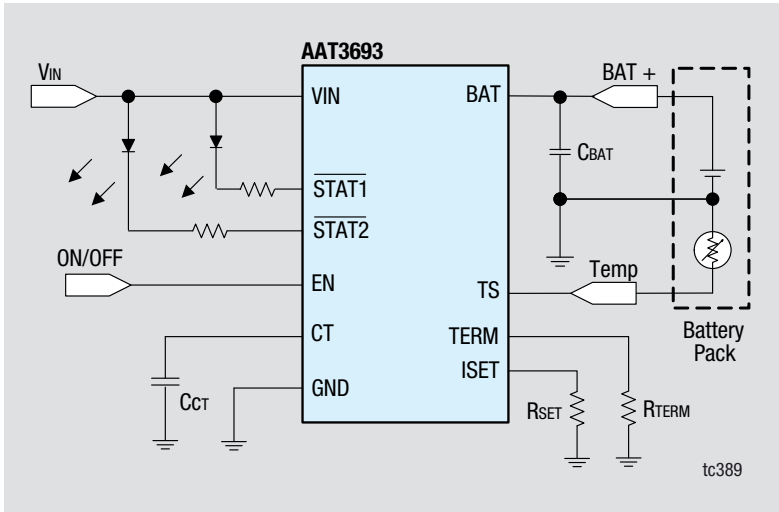 AAT3693
VIN
VIN
BAT
BAT +
CBAT
STAT1
STAT2
ON/OFF
EN
TS
Temp
CT
TERM
Battery
Pack
ISET
CCT
GND
RSET
RTERM
tc389